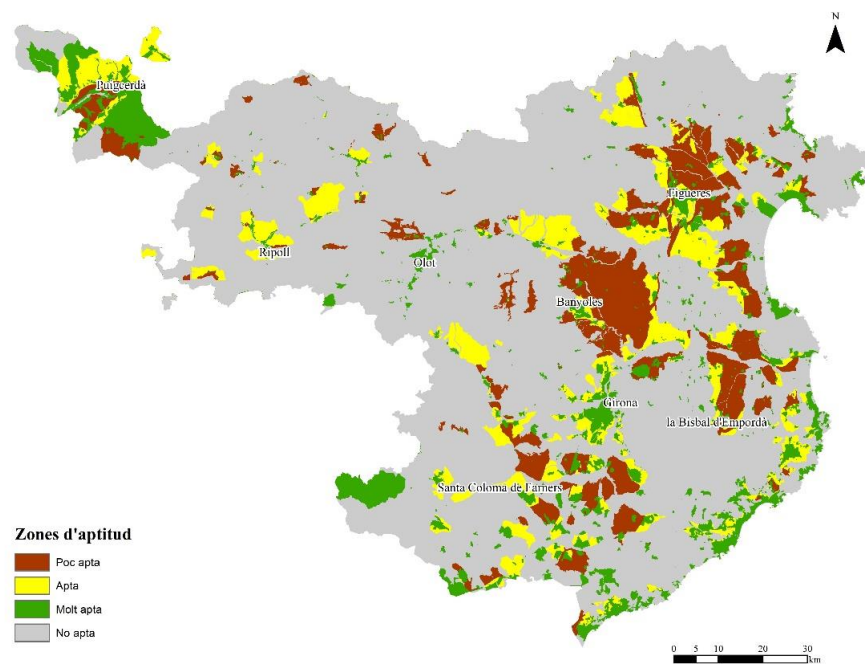 N
Puigcerdà
Figueres
Ripoll
Olot
Banyoles
Girona
la Bisbal d'Empordà
Santa Coloma de Farners
Zones d'aptitud
Poc apta
Apta
Molt apta
No apta
0 5 10 20 30
km